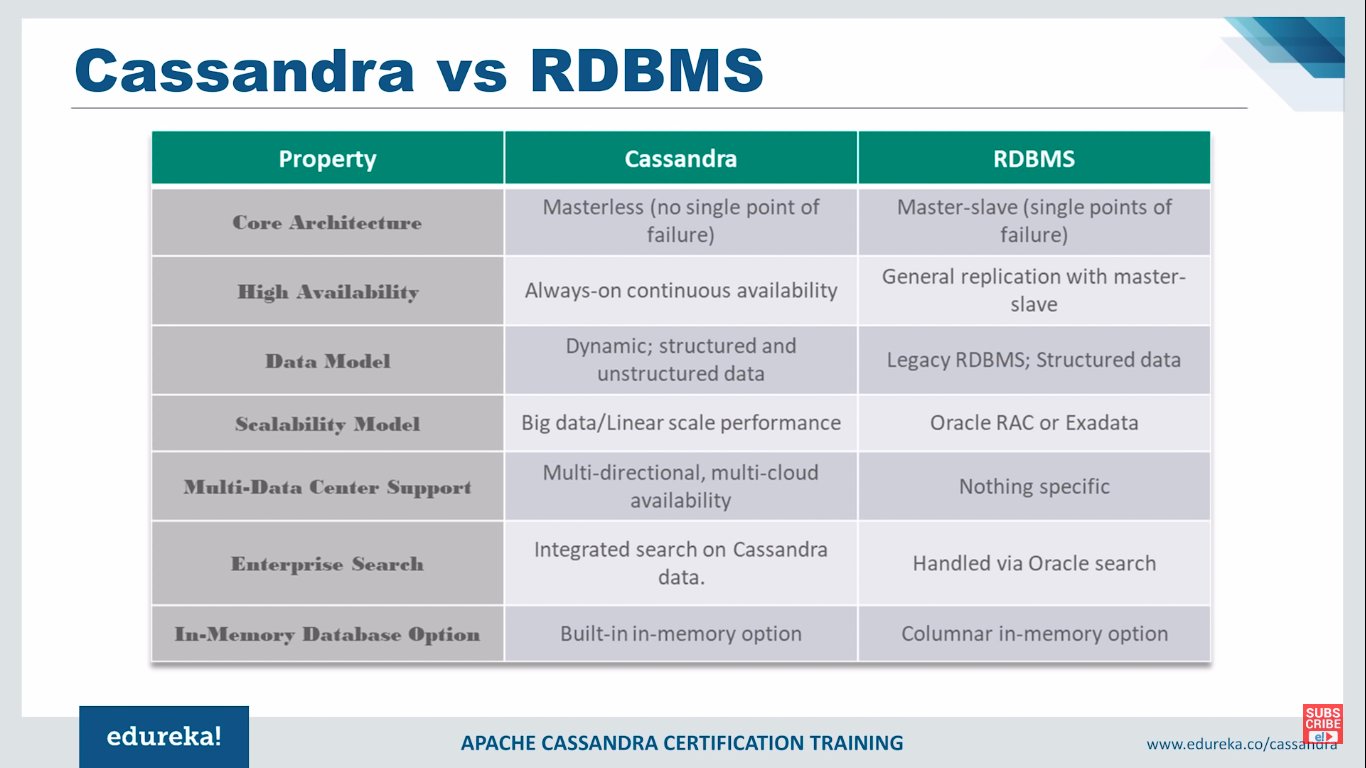 Cassandra vs RDBMS
Property
Cassandra
RDBMS
Core Architecture
Masterless (no single point of
failure)
Master-slave (single points of
failure)
High Availability
Always-on continuous availability
General replication with master-
slave
Data Model
Dynamic; structured and
unstructured data
Legacy RDBMS; Structured data
Scalability Model
Big data/Linear scale performance
Oracle RAC or Exadata
Multi-Data Center Support
Multi-directional, multi-cloud
availability
Nothing specific
Enterprise Search
Integrated search on Cassandra
data.
Handled via Oracle search
In-Memory Database Option
Built-in in-memory option
Columnar in-memory option
edureka!
APACHE CASSANDRA CERTIFICATION TRAINING
www.edureka.co/cassandra
SUBS
CRIBE
e!